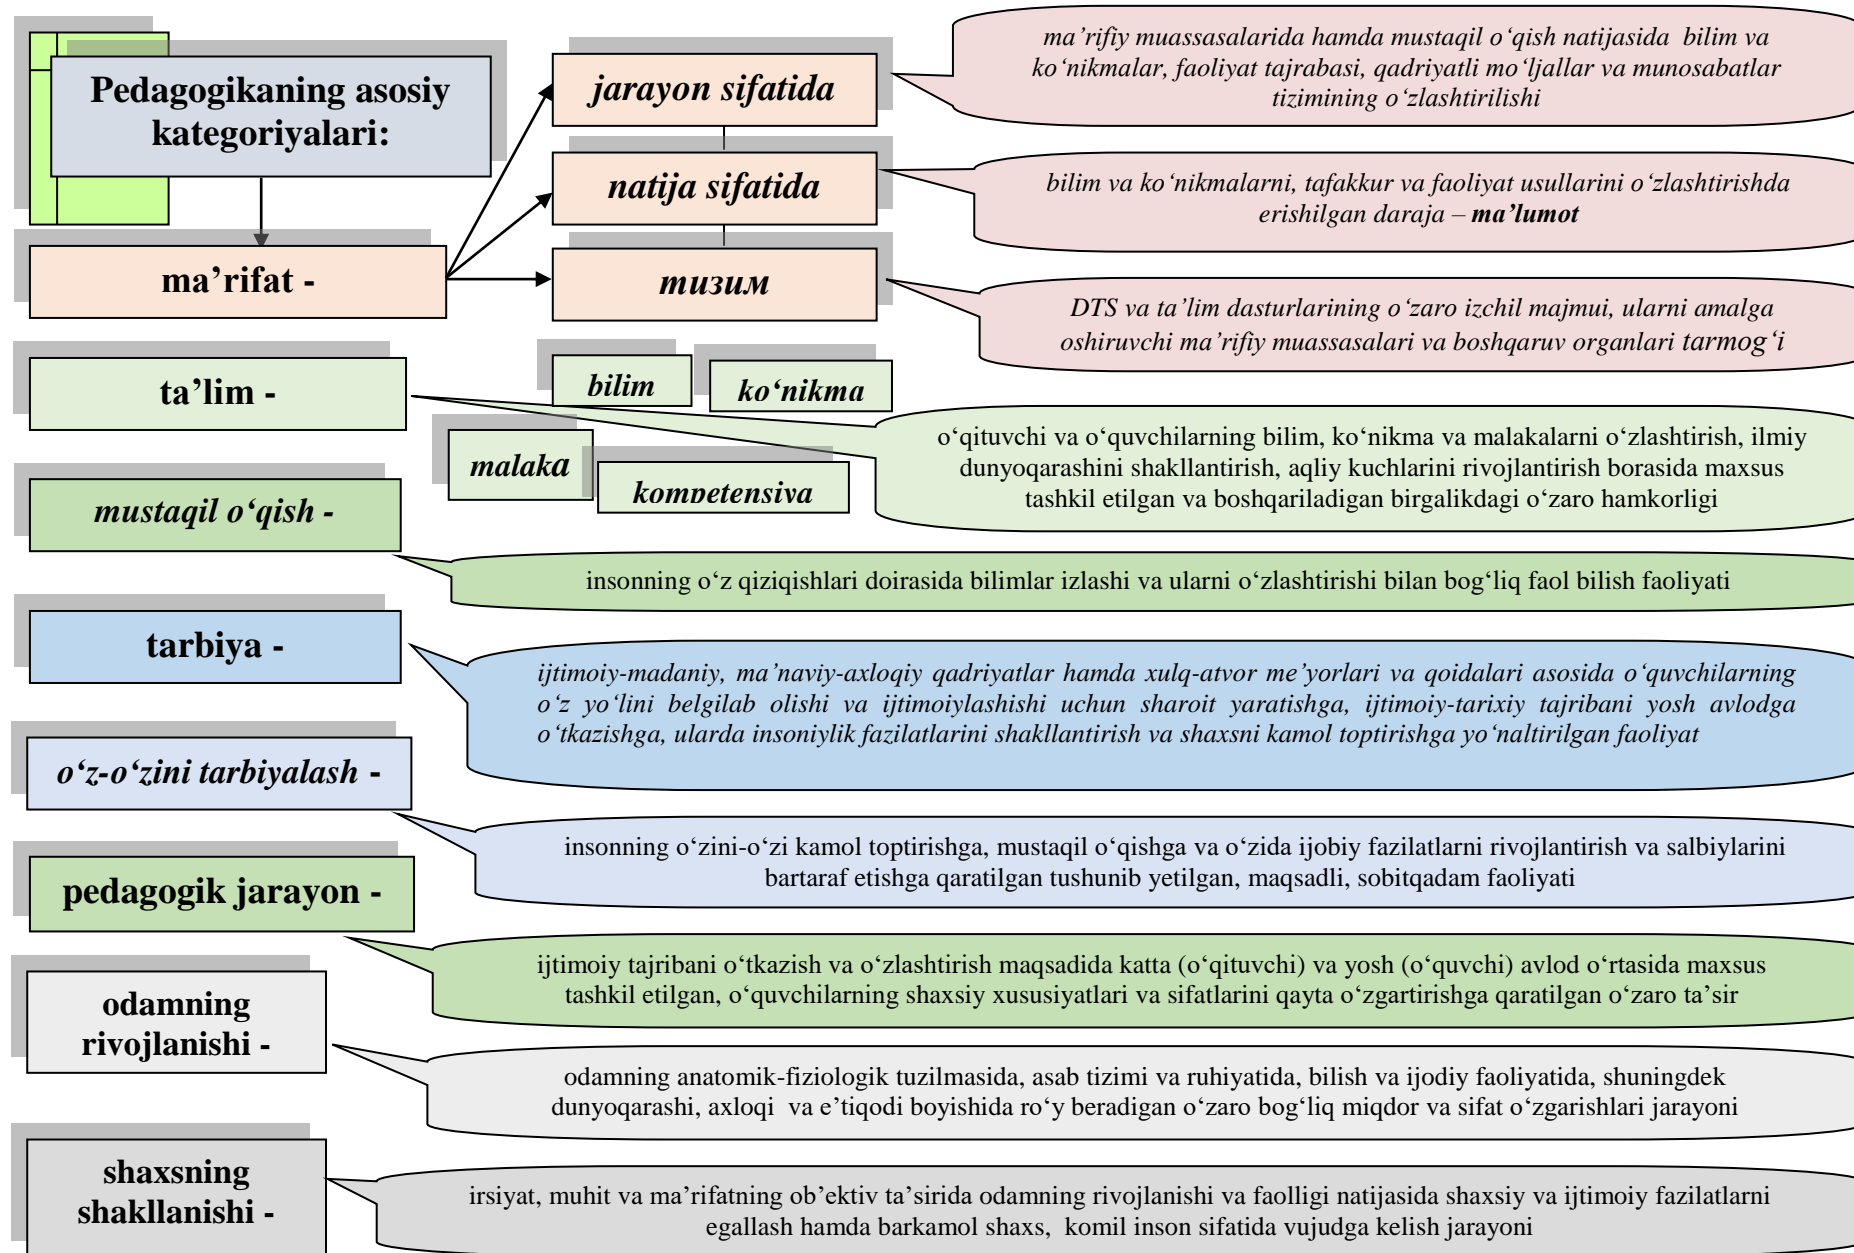 Pedagogikaning asosiy
kategoriyalari:
jarayon sifatida
ma’rifiy muassasalarida hamda mustaqil o‘qish natijasida bilim va
ko‘nikmalar, faoliyat tajrabasi, qadriyatli mo‘ljallar va munosabatlar
tizimining o‘zlashtirilishi
natija sifatida
bilim va ko‘nikmalarni, tafakkur va faoliyat usullarini o‘zlashtirishda
erishilgan daraja – ma’lumot
ma’rifat -
тизим
DTS va ta’lim dasturlarining o‘zaro izchil majmui, ularni amalga
oshiruvchi ma’rifiy muassasalari va boshqaruv organlari tarmog‘i
ta’lim -
bilim
ko‘nikma
malaka
kompetensiya
o‘qituvchi va o‘quvchilarning bilim, ko‘nikma va malakalarni o‘zlashtirish, ilmiy
dunyoqarashini shakllantirish, aqliy kuchlarini rivojlantirish borasida maxsus
tashkil etilgan va boshqariladigan birgalikdagi o‘zaro hamkorligi
mustaqil o‘qish -
insonning o‘z qiziqishlari doirasida bilimlar izlashi va ularni o‘zlashtirishi bilan bog‘liq faol bilish faoliyati
tarbiya -
ijtimoiy-madaniy, ma’naviy-axloqiy qadriyatlar hamda xulq-atvor me’yorlari va qoidalari asosida o‘quvchilarning
o‘z yo‘lini belgilab olishi va ijtimoiylashishi uchun sharoit yaratishga, ijtimoiy-tarixiy tajribani yosh avlodga
o‘tkazishga, ularda insoniylik fazilatlarini shakllantirish va shaxsni kamol toptirishga yo‘naltirilgan faoliyat
o‘z-o‘zini tarbiyalash -
insonning o‘zini-o‘zi kamol toptirishga, mustaqil o‘qishga va o‘zida ijobiy fazilatlarni rivojlantirish va salbiylarini
bartaraf etishga qaratilgan tushunib yetilgan, maqsadli, sobitqadam faoliyati
pedagogik jarayon -
ijtimoiy tajribani o‘tkazish va o‘zlashtirish maqsadida katta (o‘qituvchi) va yosh (o‘quvchi) avlod o‘rtasida maxsus
tashkil etilgan, o‘quvchilarning shaxsiy xususiyatlari va sifatlarini qayta o‘zgartirishga qaratilgan o‘zaro ta’sir
odamning
rivojlanishi -
odamning anatomik-fiziologik tuzilmasida, asab tizimi va ruhiyatida, bilish va ijodiy faoliyatida, shuningdek
dunyoqarashi, axloqi va e’tiqodi boyishida ro‘y beradigan o‘zaro bog‘liq miqdor va sifat o‘zgarishlari jarayoni
shaxsning
shakllanishi -
irsiyat, muhit va ma’rifatning ob’ektiv ta’sirida odamning rivojlanishi va faolligi natijasida shaxsiy va ijtimoiy fazilatlarni
egallash hamda barkamol shaxs, komil inson sifatida vujudga kelish jarayoni